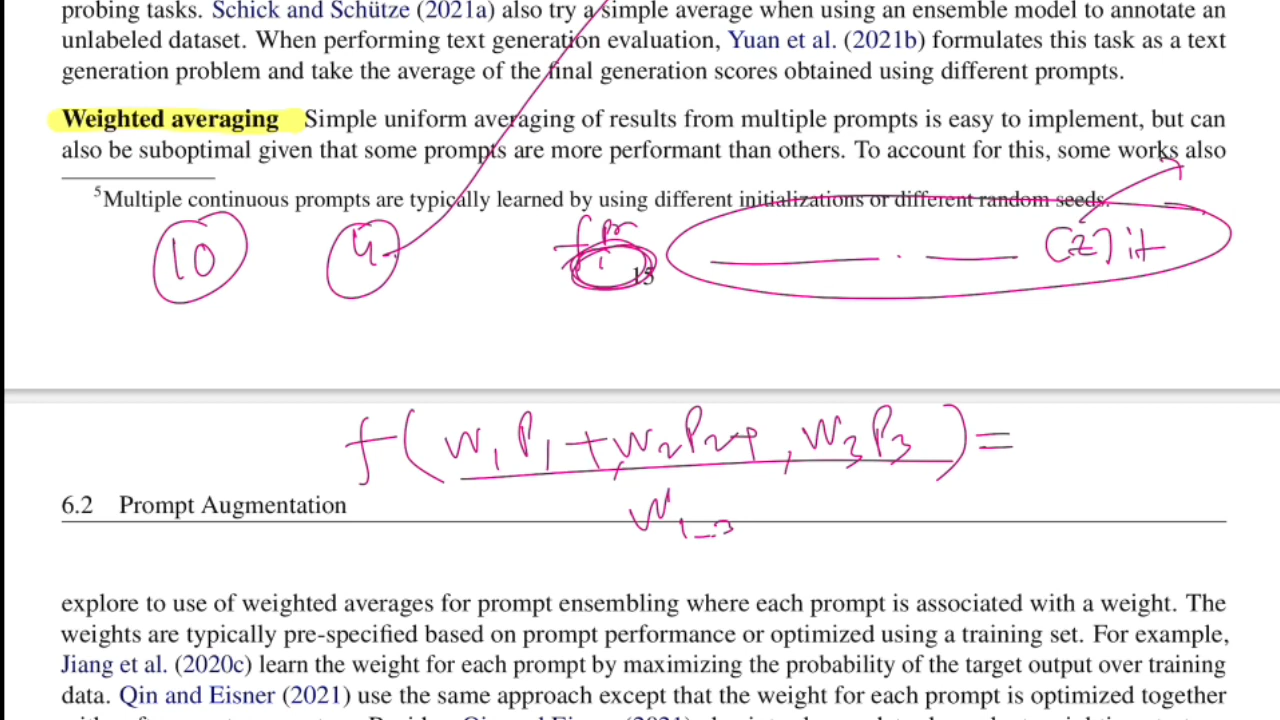 probing tasks. Schick and Schütze (2021a) also try a simple average when using an ensemble model to annotate an
unlabeled dataset. When performing text generation evaluation, Yuan et al. (2021b) formulates this task as a text
generation problem and take the average of the final generation scores obtained using different prompts.
Weighted averaging Simple uniform averaging of results from multiple prompts is easy to implement, but can
also be suboptimal given that some prompts are more performant than others. To account for this, some works also
5Multiple continuous prompts are typically learned by using different initializations or different random seeds.
10 4 f pr 15 . [z] it
f( W1P1 + W2P2+, W3P3 ) =
W1-3
6.2 Prompt Augmentation
explore to use of weighted averages for prompt ensembling where each prompt is associated with a weight. The
weights are typically pre-specified based on prompt performance or optimized using a training set. For example,
Jiang et al. (2020c) learn the weight for each prompt by maximizing the probability of the target output over training
data. Qin and Eisner (2021) use the same approach except that the weight for each prompt is optimized together